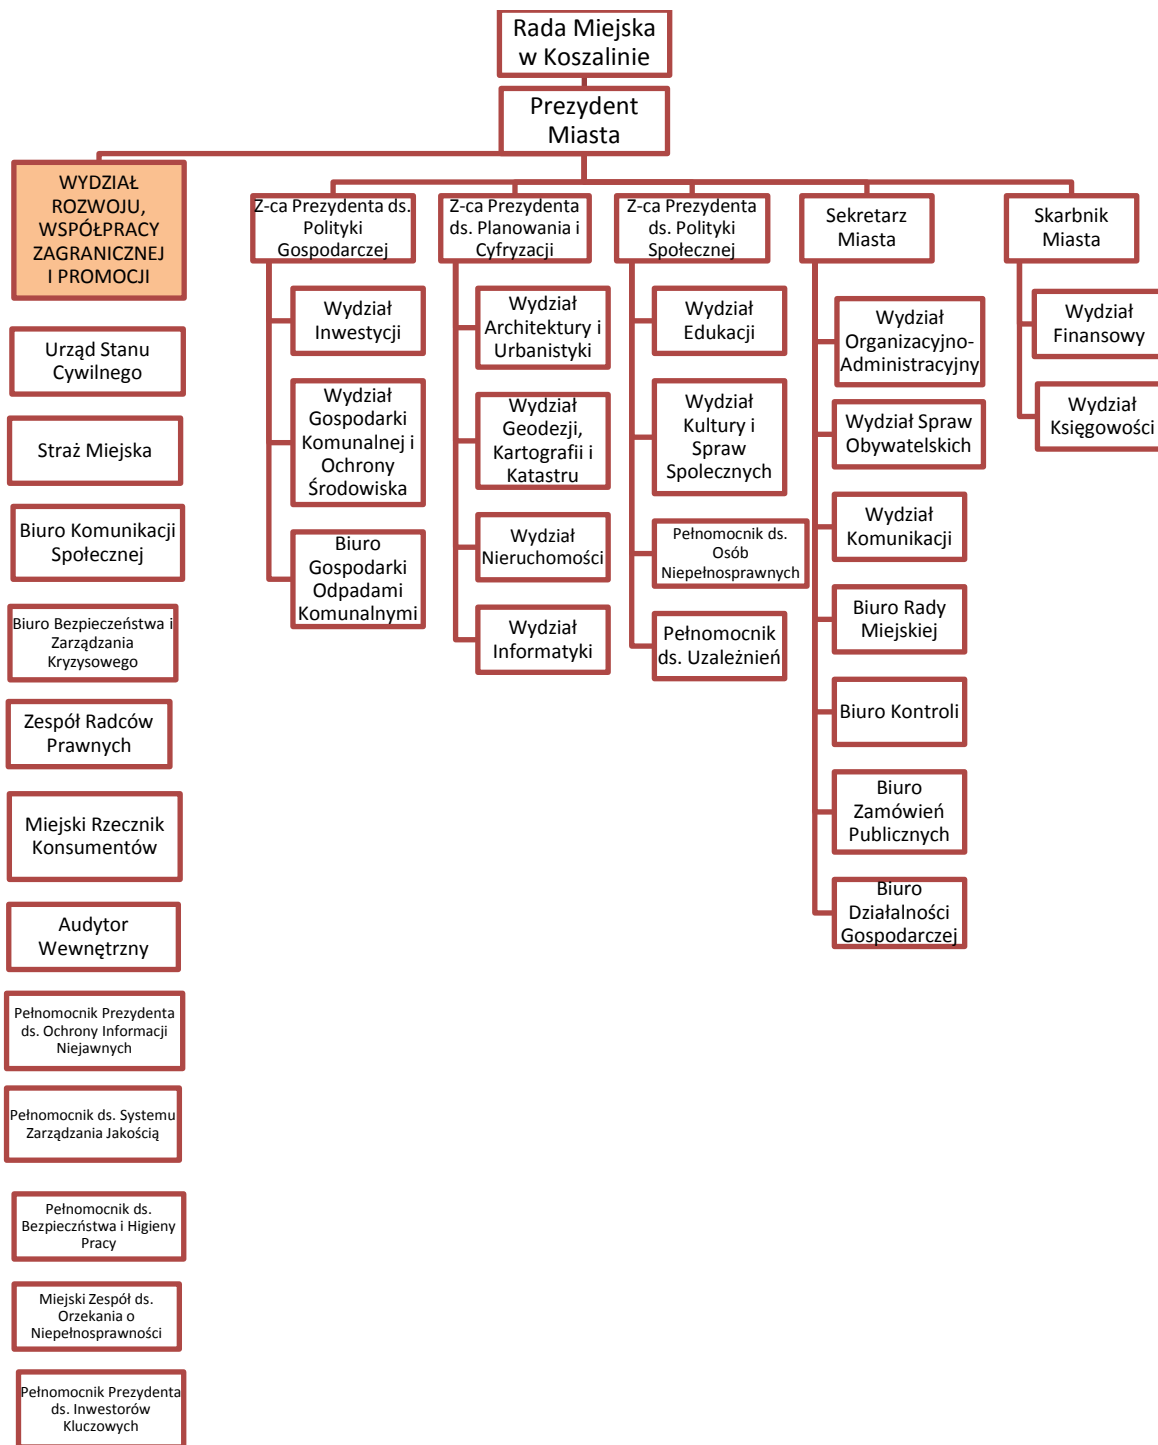 Rada Miejska
w Koszalinie
Prezydent
Miasta
WYDZIAŁ
ROZWOJU,
WSPÓŁPRACY
ZAGRANICZNEJ
I PROMOCJI
Urząd Stanu
Cywilnego
Straż Miejska
Biuro Komunikacji
Społecznej
Biuro Bezpieczeństwa i
Zarządzania
Kryzysowego
Zespół Radców
Prawnych
Miejski Rzecznik
Konsumentów
Audytor
Wewnętrzny
Pełnomocnik Prezydenta
ds. Ochrony Informacji
Niejawnych
Pełnomocnik ds. Systemu
Zarządzania Jakością
Pełnomocnik ds.
Bezpieczństwa i Higieny
Pracy
Miejski Zespół ds.
Orzekania o
Niepełnosprawności
Pełnomocnik Prezydenta
ds. Inwestorów
Kluczowych
Z-ca Prezydenta ds.
Polityki
Gospodarczej
Wydział
Inwestycji
Wydział
Gospodarki
Komunalnej i
Ochrony
Środowiska
Biuro
Gospodarki
Odpadami
Komunalnymi
Z-ca Prezydenta
ds. Planowania i
Cyfryzacji
Wydział
Architektury i
Urbanistyki
Wydział
Geodezji,
Kartografii i
Katastru
Wydział
Nieruchomości
Wydział
Informatyki
Z-ca Prezydenta
ds. Polityki
Społecznej
Wydział
Edukacji
Wydział
Kultury i
Spraw
Spolecznych
Pełnomocnik ds.
Osób
Niepełnosprawnych
Pełnomocnik
ds. Uzależnień
Sekretarz
Miasta
Wydział
Organizacyjno-
Administracyjny
Wydział Spraw
Obywatelskich
Wydział
Komunikacji
Biuro Rady
Miejskiej
Biuro Kontroli
Biuro
Zamówień
Publicznych
Biuro
Działalności
Gospodarczej
Skarbnik
Miasta
Wydział
Finansowy
Wydział
Księgowości